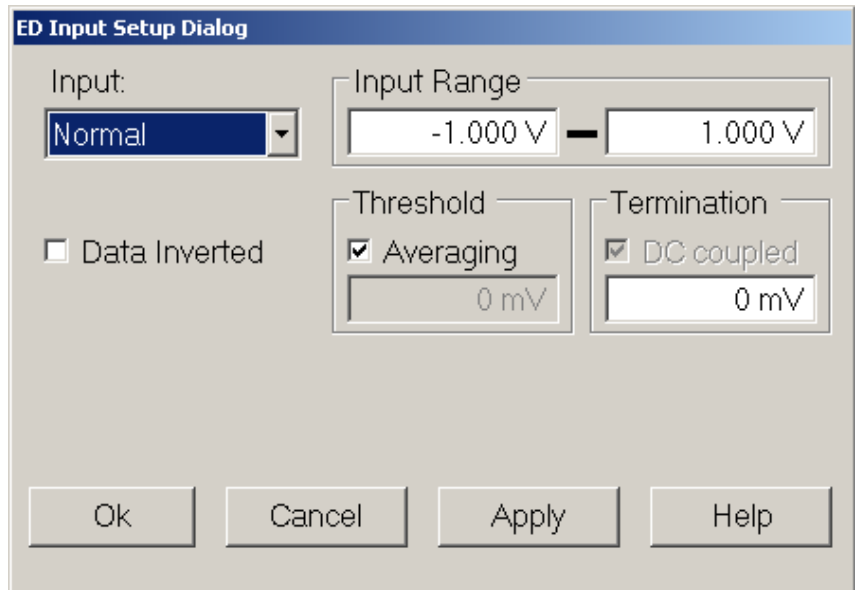 ED Input Setup Dialog
Input:
Normal
Input Range
-1.000 V
1.000 V
Data Inverted
Threshold
Averaging
0 mV
Termination
DC coupled
0 mV
Ok
Cancel
Apply
Help